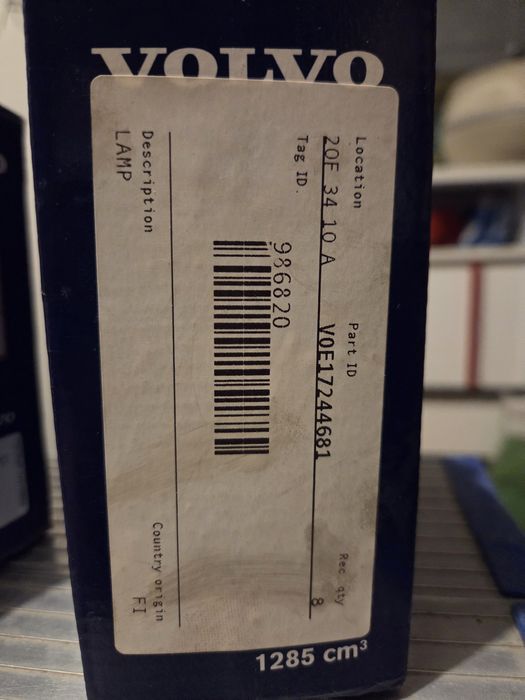 VOLVO
Location
20F 34 10 A
Part ID
VOE17244681
Rec qty
8
Tag ID.
986820
Description
LAMP
Country origin
FI
1285 cm³